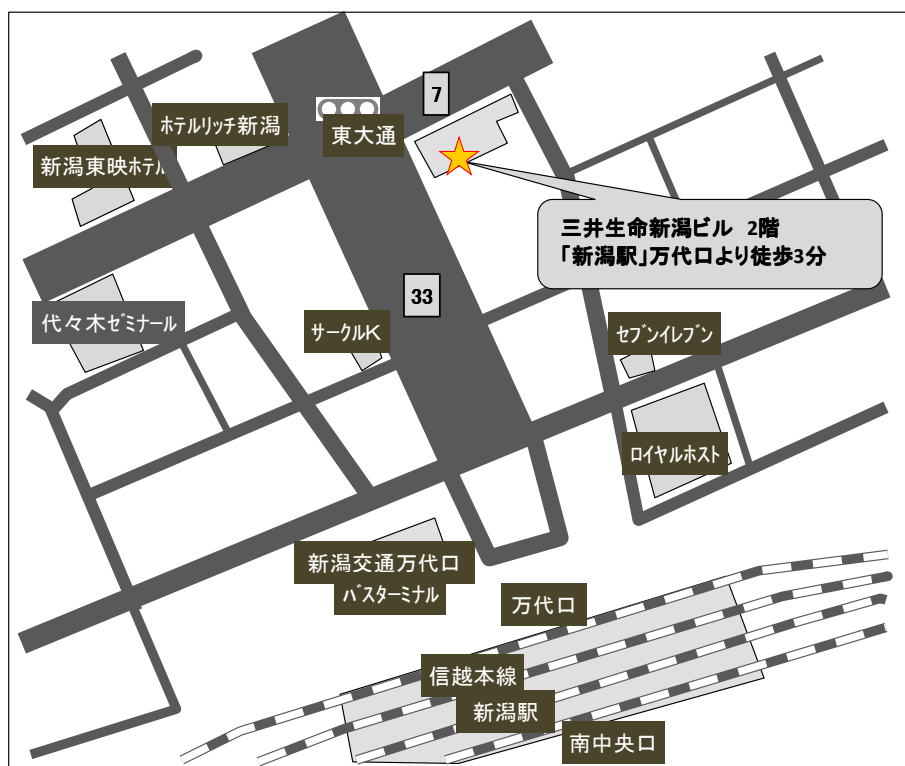 7
ホテルリッチ新潟
東大通
新潟東映ホテル
三井生命新潟ビル 2階
「新潟駅」万代口より徒歩3分
33
代々木ゼミナール
サークルK
セブンイレブン
ロイヤルホスト
新潟交通万代口
バスターミナル
万代口
信越本線
新潟駅
南中央口